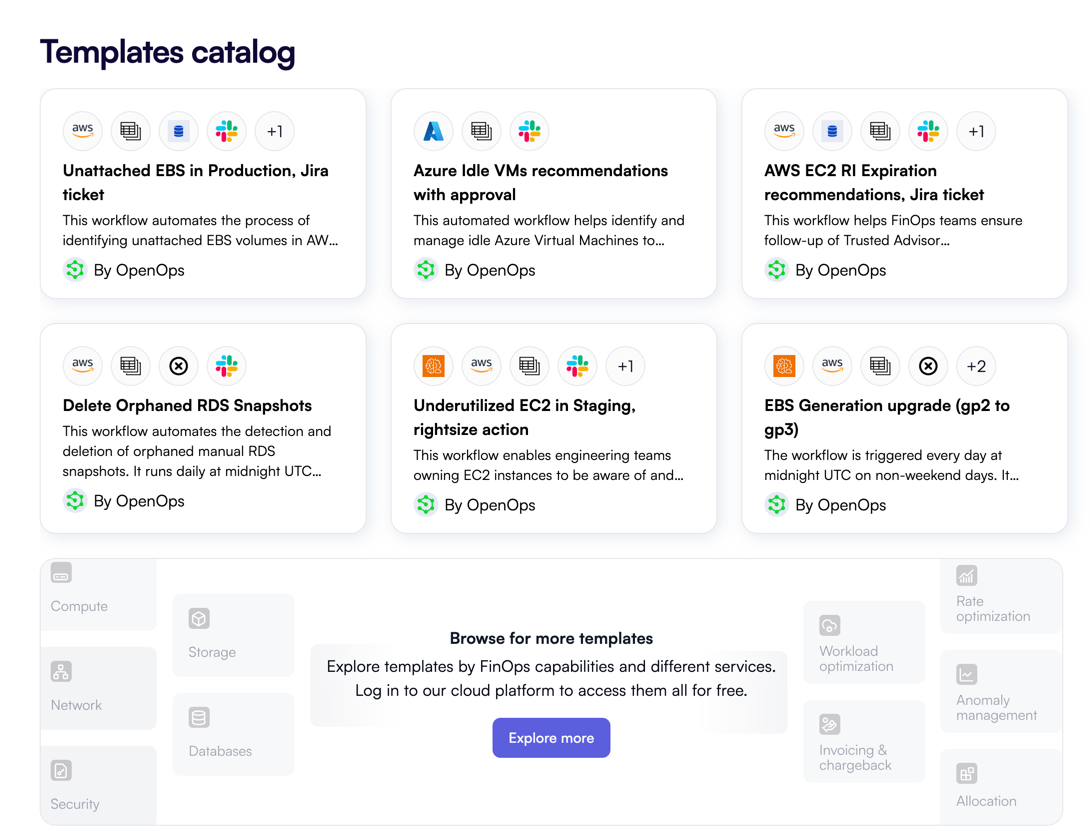 Templates catalog
aws
+1
Unattached EBS in Production, Jira
ticket
This workflow automates the process of
identifying unattached EBS volumes in AW...
By OpenOps
Azure Idle VMs recommendations
with approval
This automated workflow helps identify and
manage idle Azure Virtual Machines to...
By OpenOps
aws
+1
AWS EC2 RI Expiration
recommendations, Jira ticket
This workflow helps FinOps teams ensure
follow-up of Trusted Advisor...
By OpenOps
aws
Delete Orphaned RDS Snapshots
This workflow automates the detection and
deletion of orphaned manual RDS
snapshots. It runs daily at midnight UTC...
By OpenOps
aws
+1
Underutilized EC2 in Staging,
rightsize action
This workflow enables engineering teams
owning EC2 instances to be aware of and...
By OpenOps
aws
+2
EBS Generation upgrade (gp2 to
gp3)
The workflow is triggered every day at
midnight UTC on non-weekend days. It...
By OpenOps
Compute
Network
Security
Storage
Databases
Browse for more templates
Explore templates by FinOps capabilities and different services.
Log in to our cloud platform to access them all for free.
Explore more
Workload
optimization
Invoicing &
chargeback
Rate
optimization
Anomaly
management
Allocation